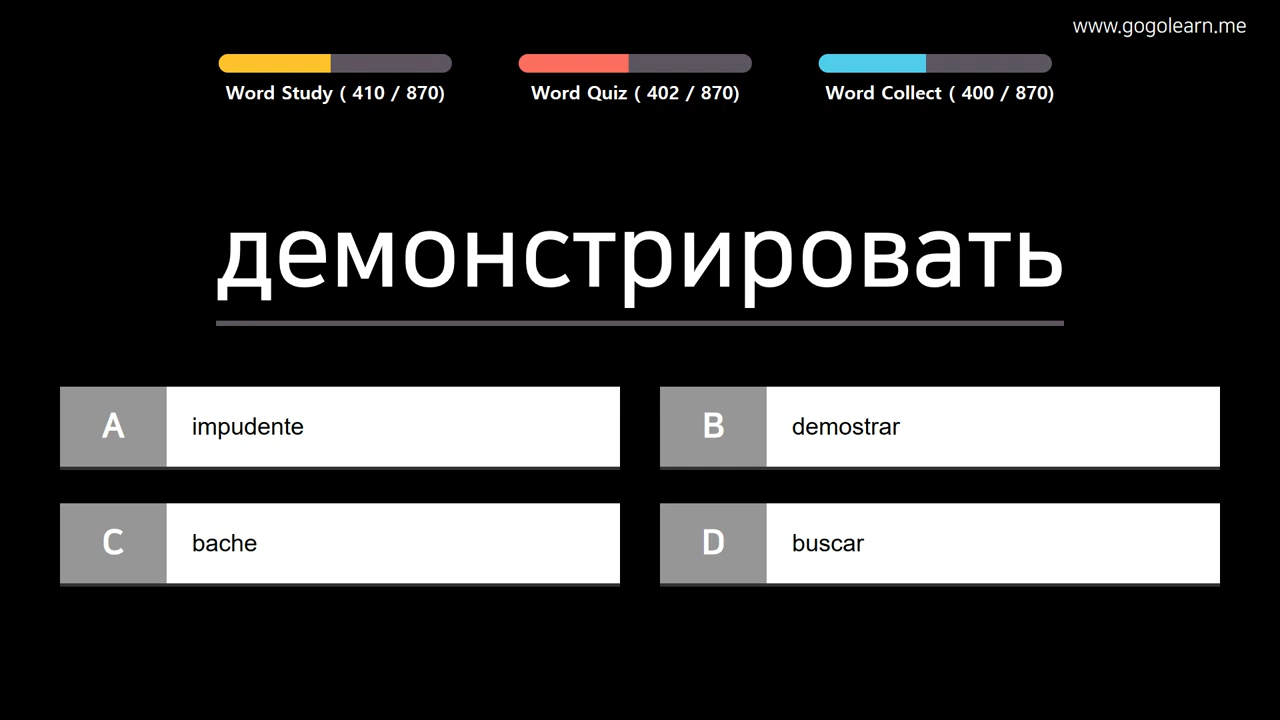 www.gogolearn.me
Word Study ( 410 / 870)
Word Quiz ( 402 / 870)
Word Collect ( 400 / 870)
демонстрировать
A impudente
B demostrar
C bache
D buscar